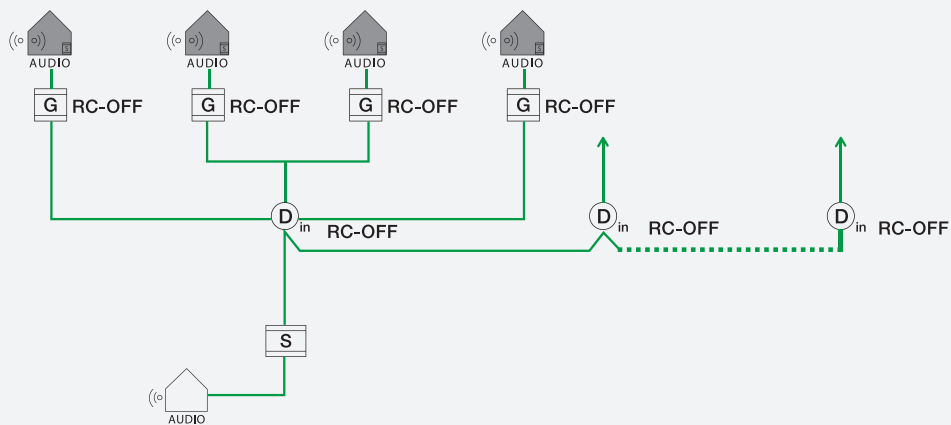 S S S S
AUDIO AUDIO AUDIO AUDIO
G RC-OFF G RC-OFF G RC-OFF G RC-OFF
D in RC-OFF D in RC-OFF D in RC-OFF
S
AUDIO